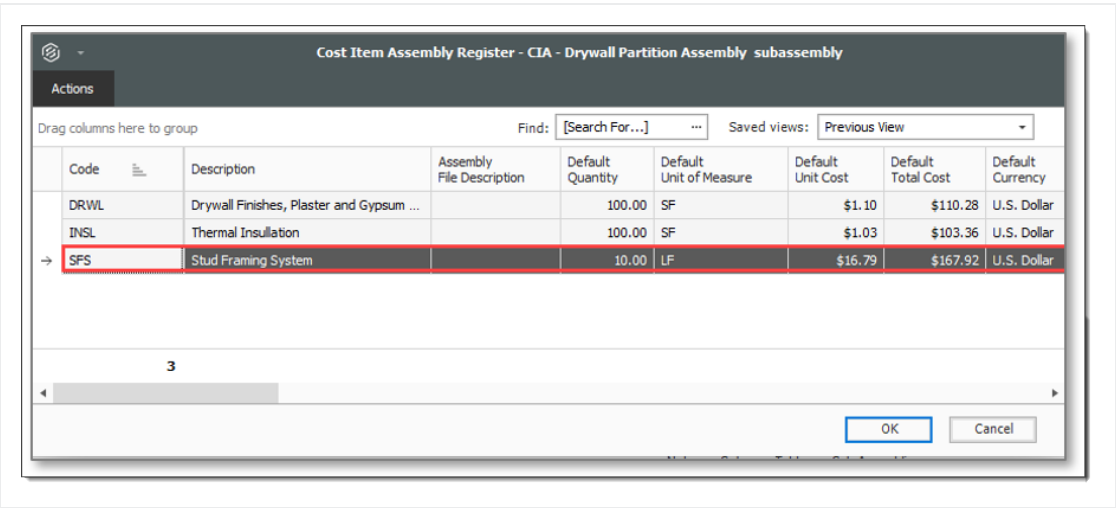 Cost Item Assembly Register - CIA - Drywall Partition Assembly subassembly
Actions
Drag columns here to group Find: [Search For...] ... Saved views: Previous View
Code Description Assembly File Description Default Quantity Default Unit of Measure Default Unit Cost Default Total Cost Default Currency
DRWL Drywall Finishes, Plaster and Gypsum ... 100.00 SF $1.10 $110.28 U.S. Dollar
INSL Thermal Insullation 100.00 SF $1.03 $103.36 U.S. Dollar
SFS Stud Framing System 10.00 LF $16.79 $167.92 U.S. Dollar
3
OK Cancel